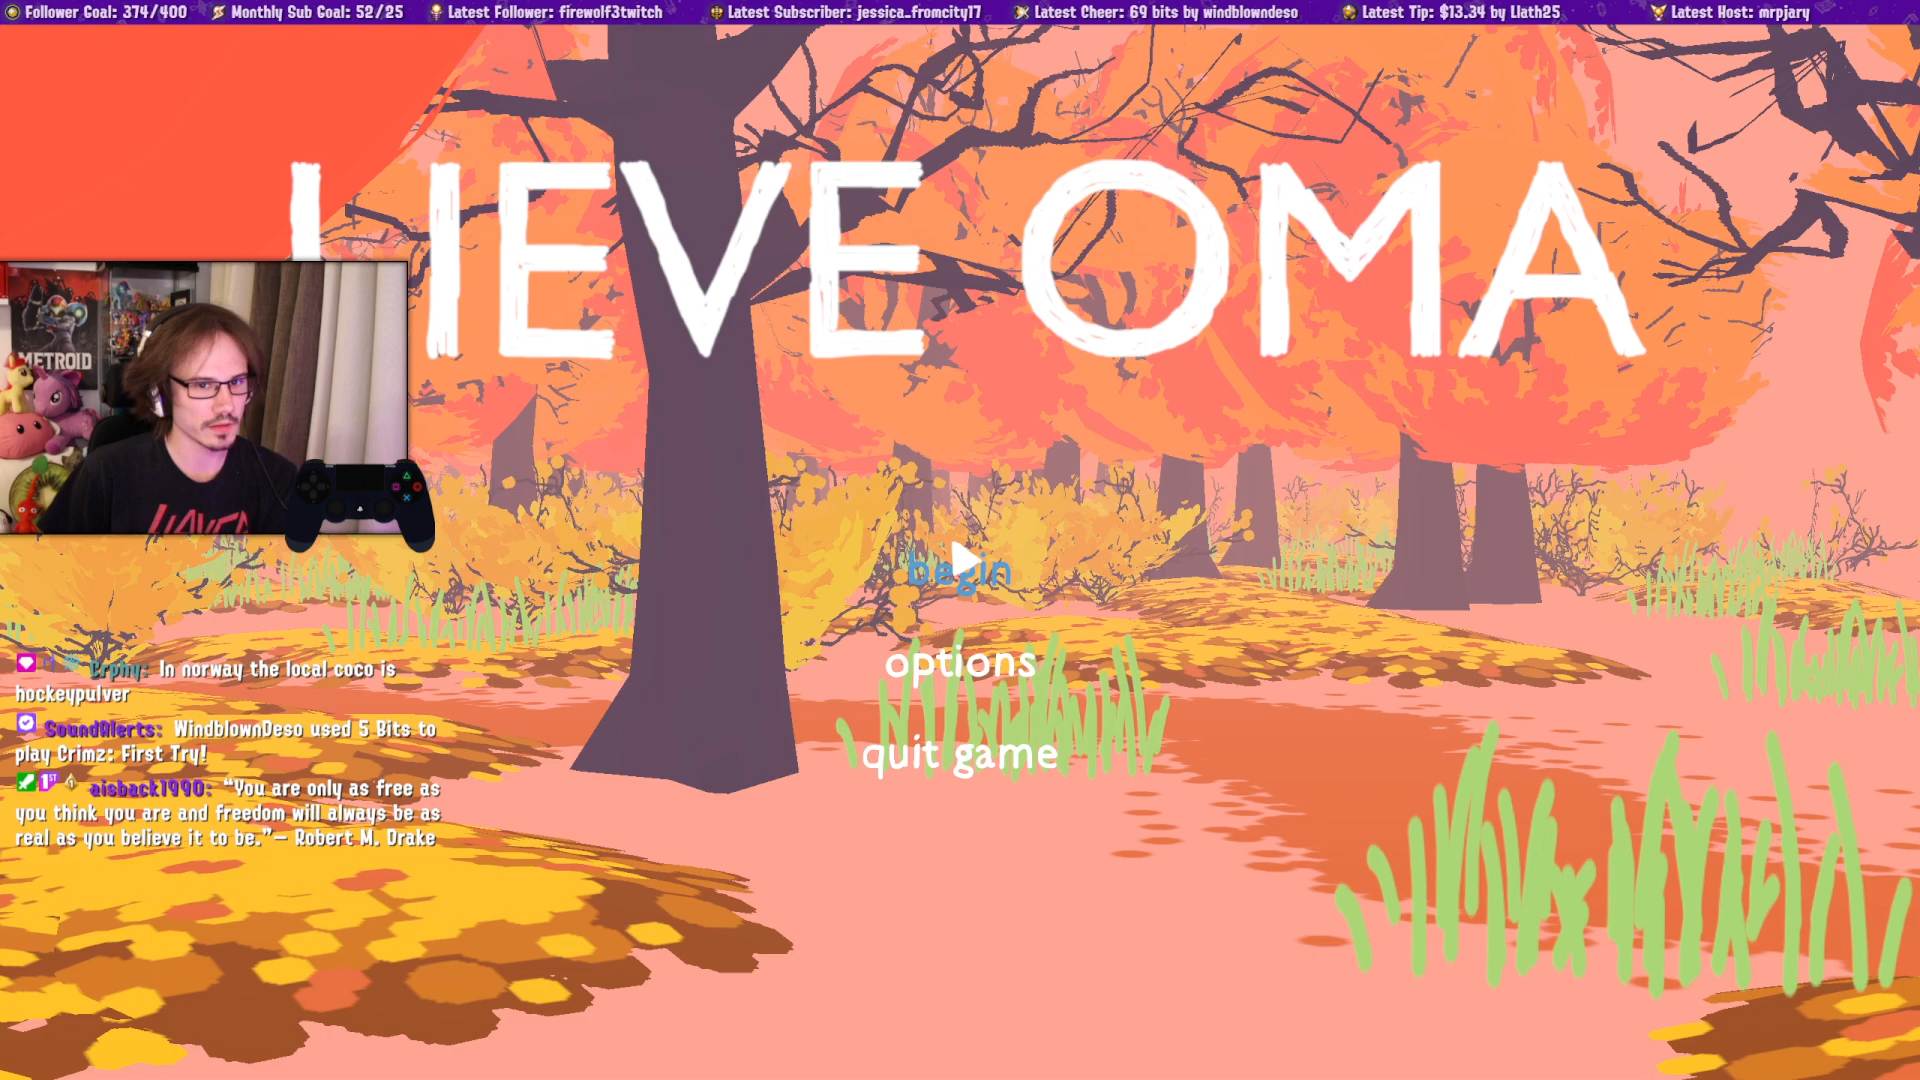 Follower Goal: 374/400 Monthly Sub Goal: 52/25 Latest Follower: firewolf3twitch Latest Subscriber: jessica_fromcity17 Latest Cheer: 69 bits by windblowndeso Latest Tip: $13.34 by Llath25 Latest Host: mrpjary
LIEVE OMA
METROID
SLAYER
begin
options
quit game
Erphy: In norway the local coco is
hockeypulver
SoundAlerts: WindblownDeso used 5 Bits to
play Crimz: First Try!
1ST aisback1990: “You are only as free as
you think you are and freedom will always be as
real as you believe it to be.”— Robert M. Drake